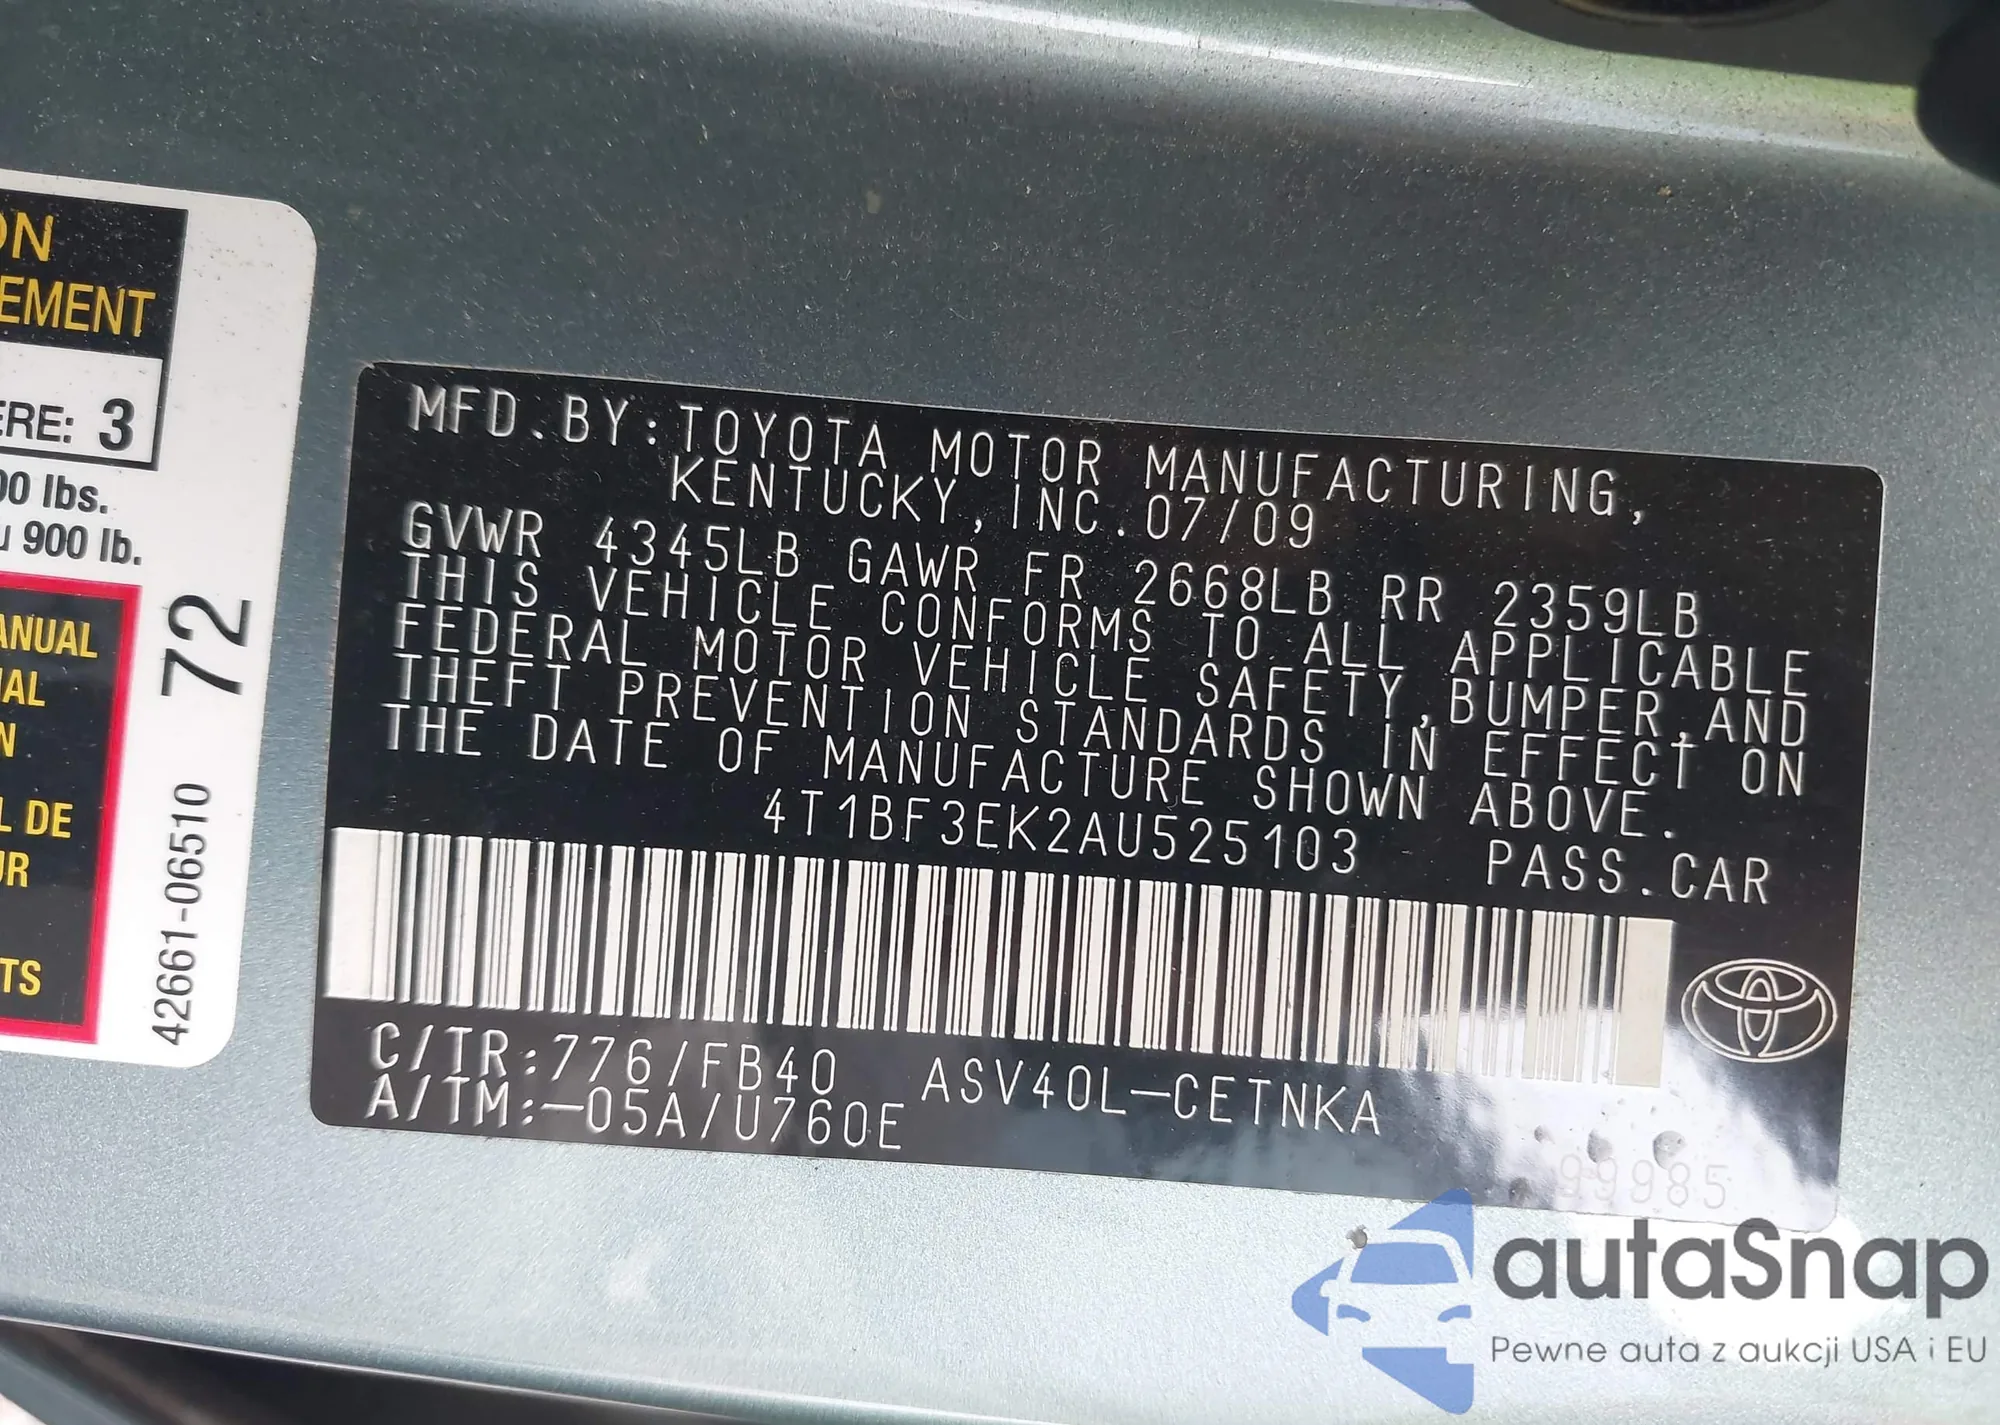 ON
EMENT
ERE: 3
00 lbs.
u 900 lb.
ANUAL
IAL
N
L DE
UR
TS
42661-06510 72
MFD.BY:TOYOTA MOTOR MANUFACTURING,
KENTUCKY,INC.07/09
GVWR 4345LB GAWR FR 2668LB RR 2359LB
THIS VEHICLE CONFORMS TO ALL APPLICABLE
FEDERAL MOTOR VEHICLE SAFETY,BUMPER,AND
THEFT PREVENTION STANDARDS IN EFFECT ON
THE DATE OF MANUFACTURE SHOWN ABOVE.
4T1BF3EK2AU525103 PASS.CAR
C/TR:776/FB40 ASV40L-CETNKA
A/TM:-05A/U760E
99985
autaSnap
Pewne auta z aukcji USA i EU